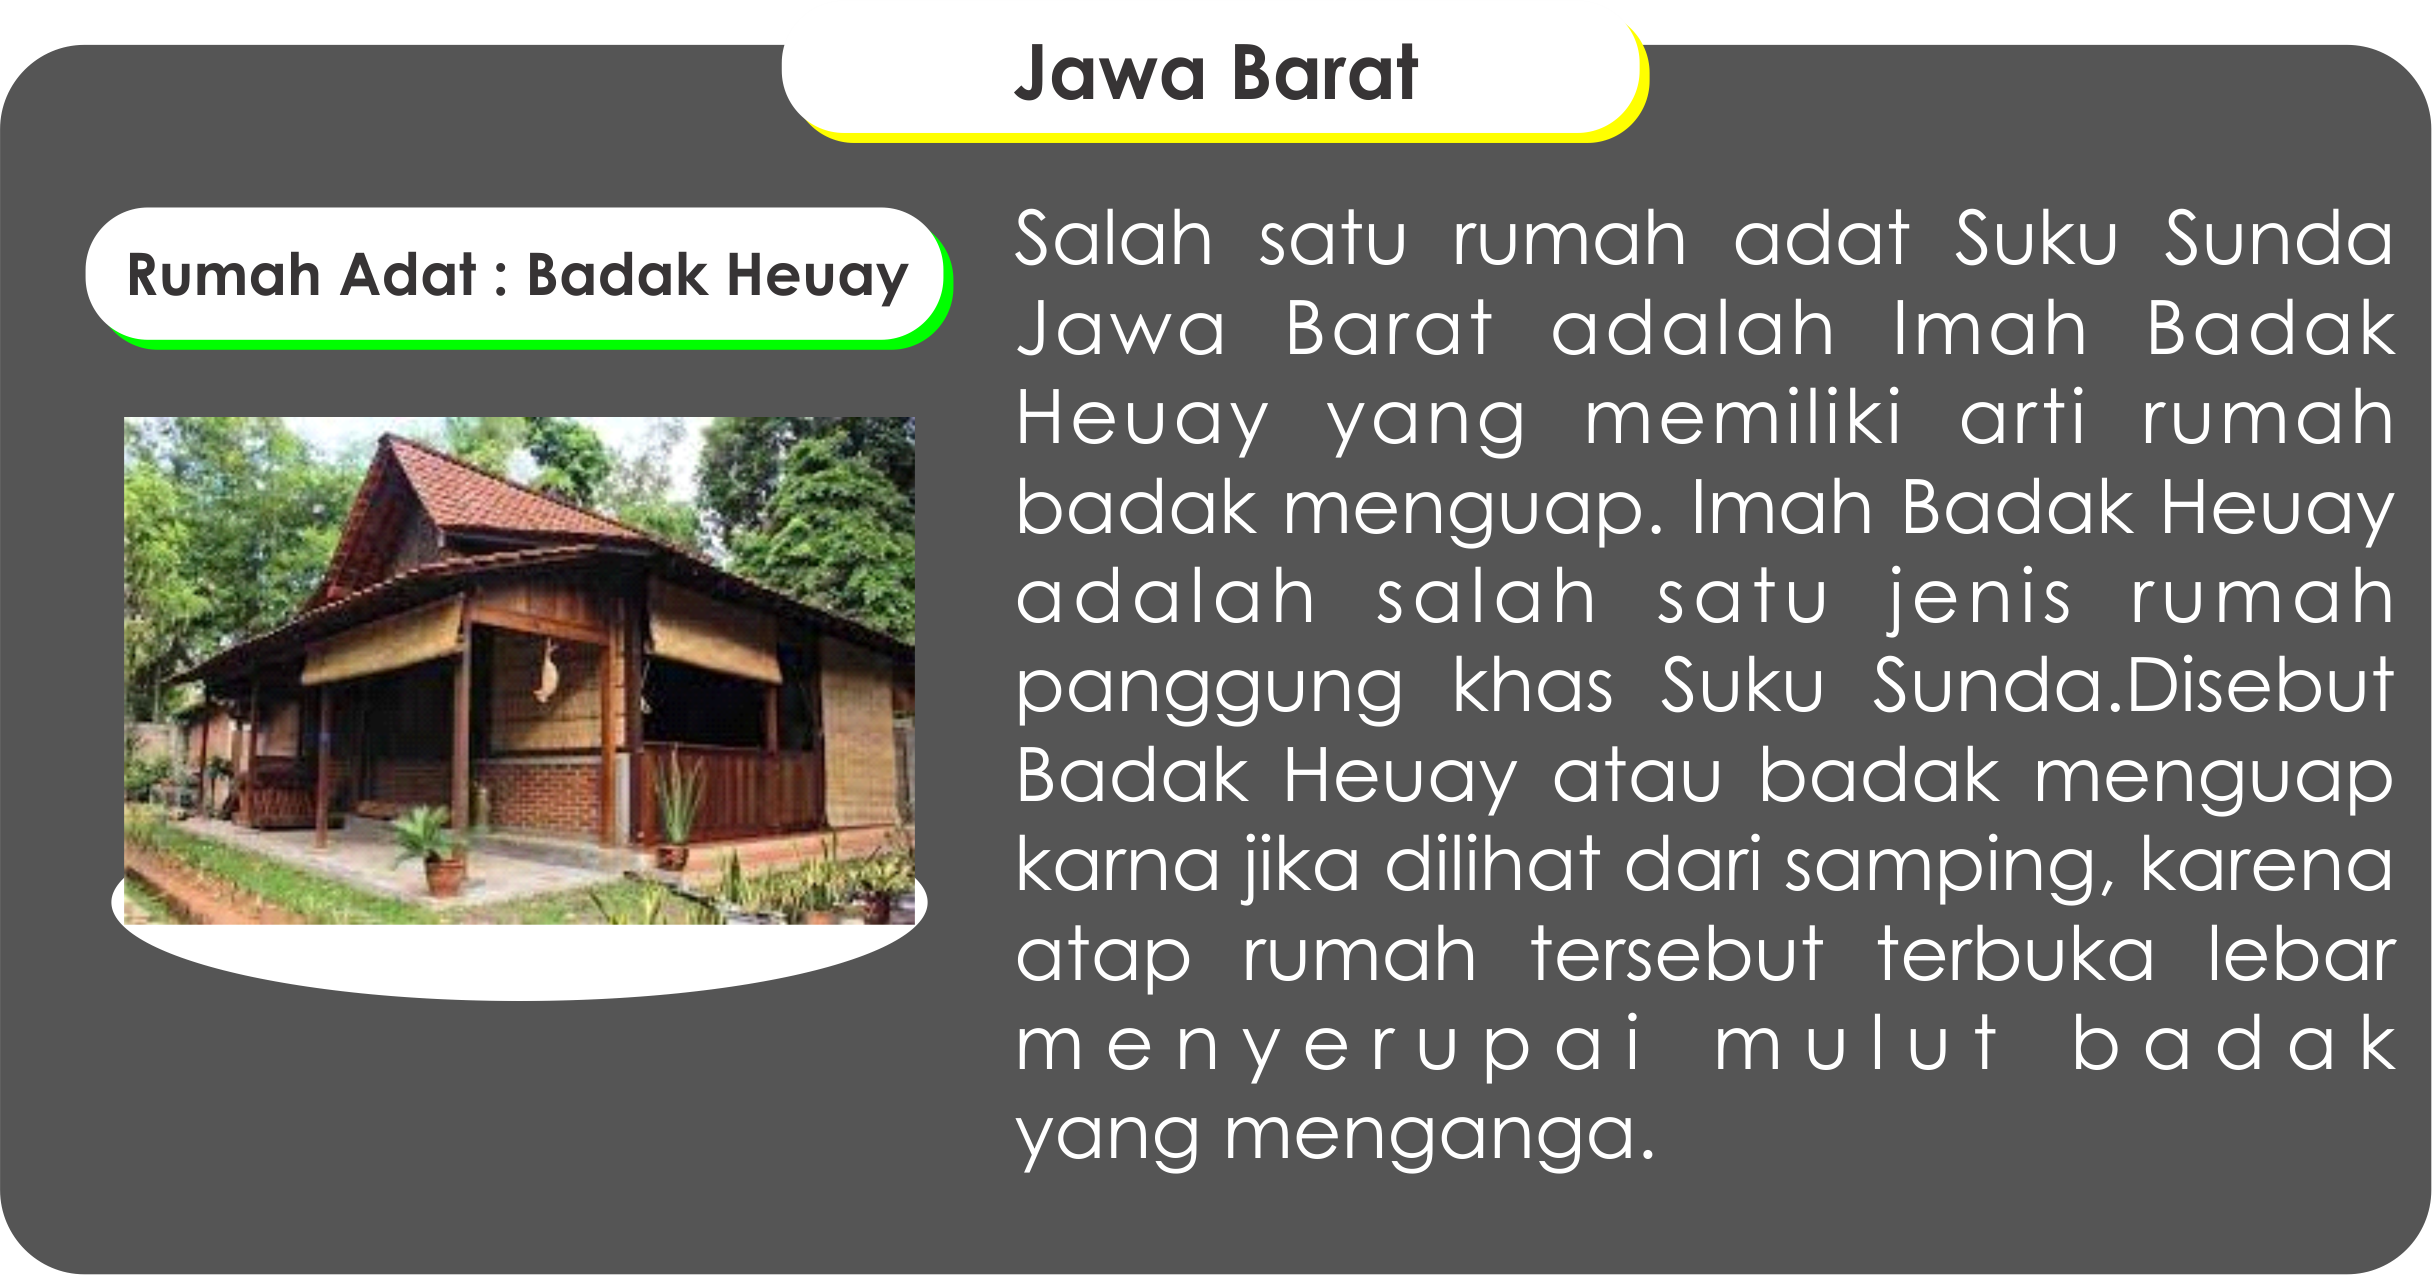 Jawa Barat
Rumah Adat : Badak Heuay
Salah satu rumah adat Suku Sunda
Jawa Barat adalah Imah Badak
Heuay yang memiliki arti rumah
badak menguap. Imah Badak Heuay
adalah salah satu jenis rumah
panggung khas Suku Sunda.Disebut
Badak Heuay atau badak menguap
karna jika dilihat dari samping, karena
atap rumah tersebut terbuka lebar
menyerupai mulut badak
yang menganga.